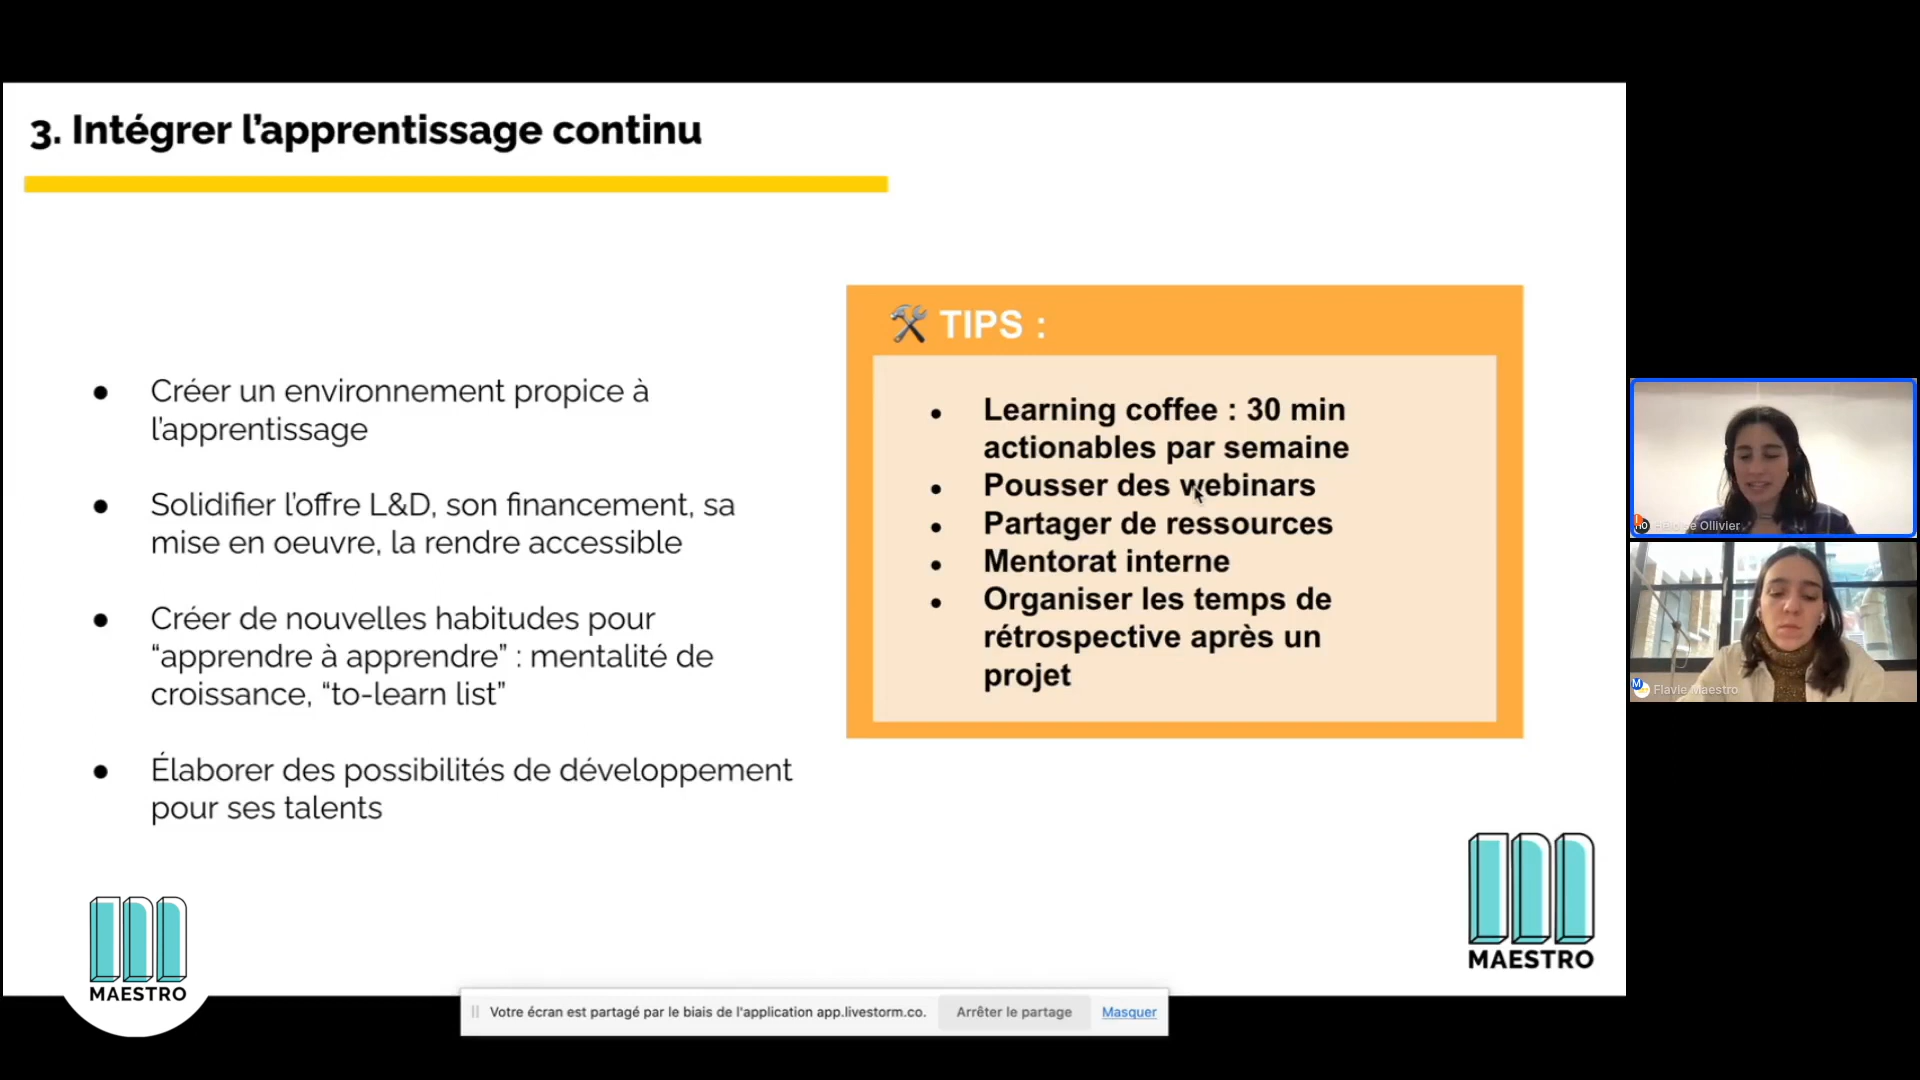 3. Intégrer l’apprentissage continu
● Créer un environnement propice à
l’apprentissage
● Solidifier l’offre L&D, son financement, sa
mise en oeuvre, la rendre accessible
● Créer de nouvelles habitudes pour
“apprendre à apprendre” : mentalité de
croissance, “to-learn list”
● Élaborer des possibilités de développement
pour ses talents
TIPS :
● Learning coffee : 30 min
actionables par semaine
● Pousser des webinars
● Partager de ressources
● Mentorat interne
● Organiser les temps de
rétrospective après un
projet
Ollivier
Flavie Maestro
MAESTRO
MAESTRO
Votre écran est partagé par le biais de l'application app.livestorm.co.
Arrêter le partage
Masquer